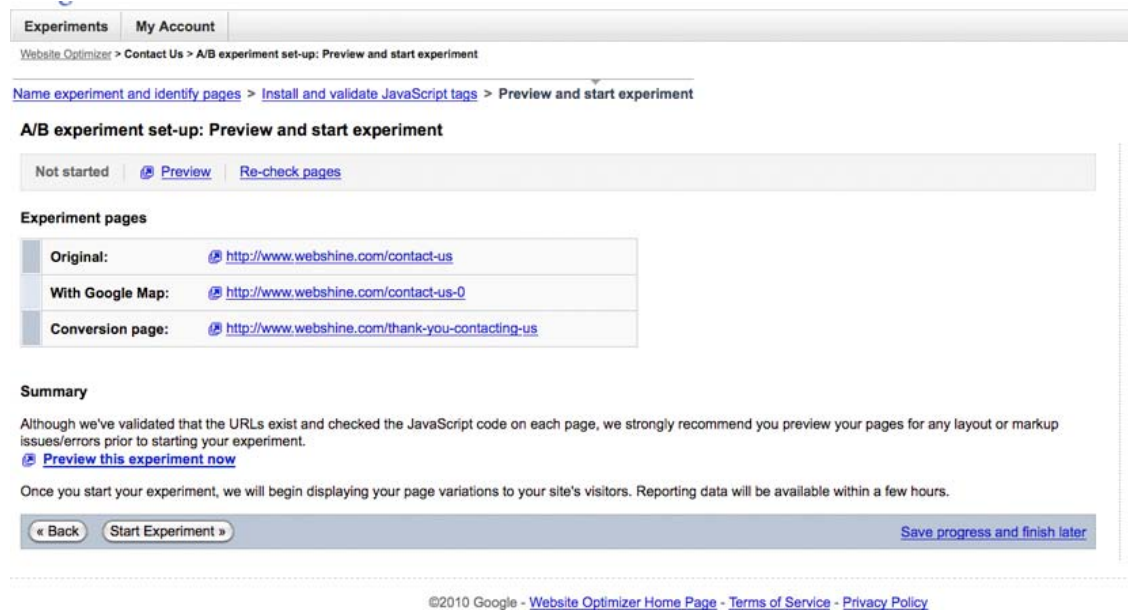 Experiments My Account
Website Optimizer > Contact Us > A/B experiment set-up: Preview and start experiment
Name experiment and identify pages > Install and validate JavaScript tags > Preview and start experiment
A/B experiment set-up: Preview and start experiment
Not started Preview Re-check pages
Experiment pages
Original: http://www.webshine.com/contact-us
With Google Map: http://www.webshine.com/contact-us-0
Conversion page: http://www.webshine.com/thank-you-contacting-us
Summary
Although we've validated that the URLs exist and checked the JavaScript code on each page, we strongly recommend you preview your pages for any layout or markup
issues/errors prior to starting your experiment.
Preview this experiment now
Once you start your experiment, we will begin displaying your page variations to your site's visitors. Reporting data will be available within a few hours.
« Back Start Experiment » Save progress and finish later
©2010 Google - Website Optimizer Home Page - Terms of Service - Privacy Policy